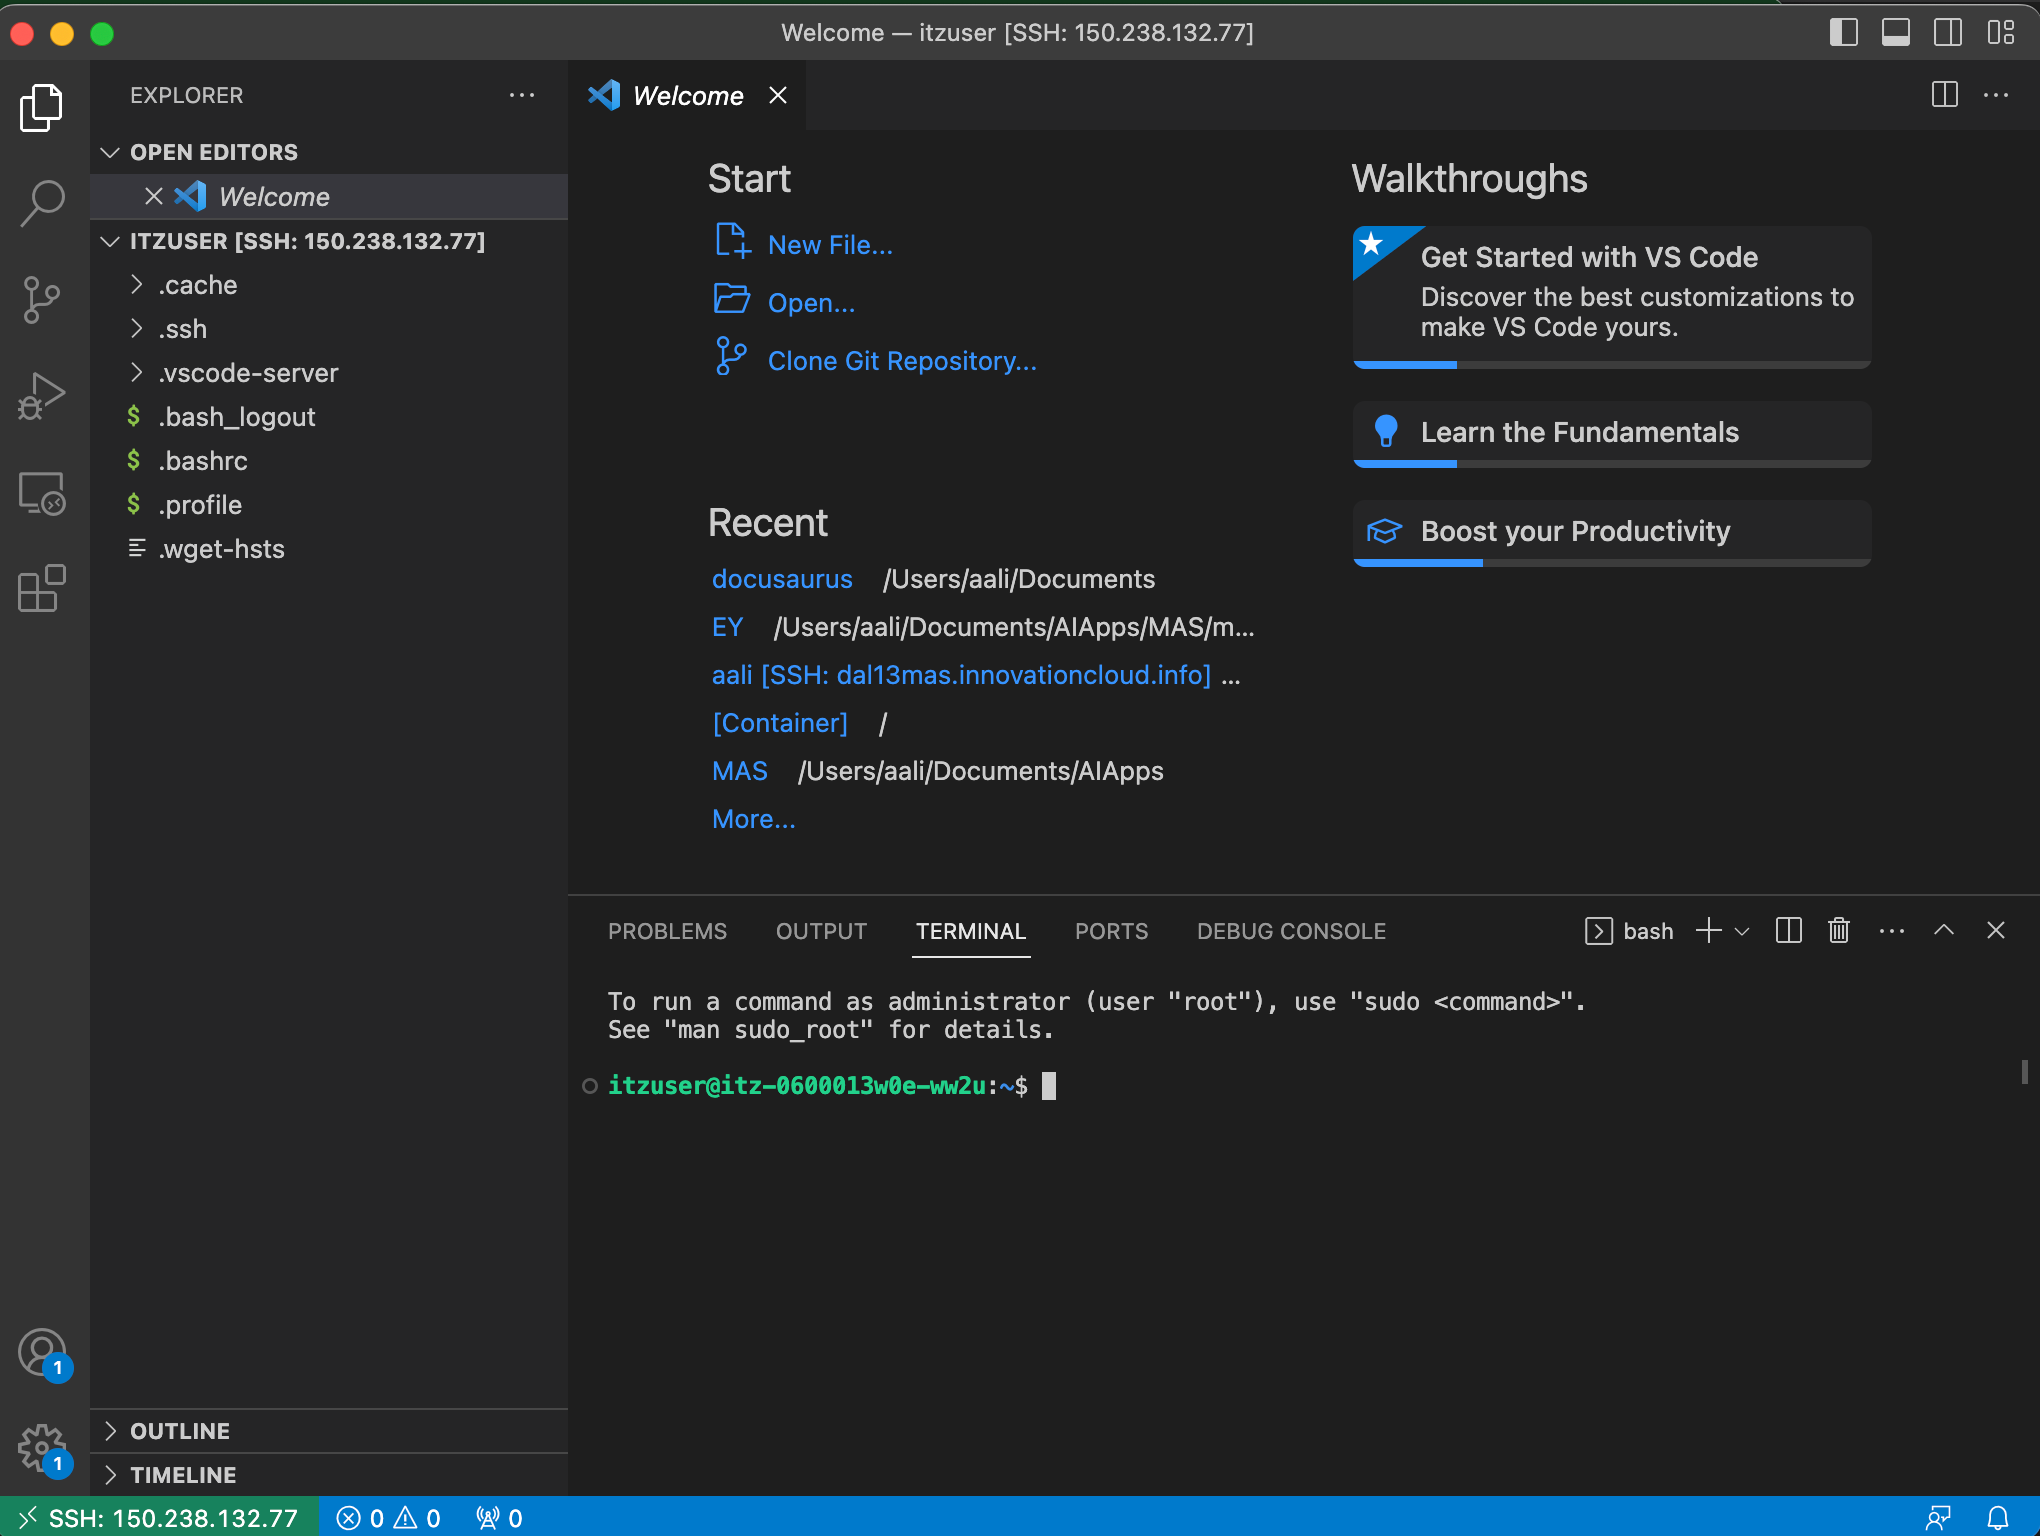 Welcome — itzuser [SSH: 150.238.132.77]
EXPLORER
OPEN EDITORS
Welcome
ITZUSER [SSH: 150.238.132.77]
.cache
.ssh
.vscode-server
$ .bash_logout
$ .bashrc
$ .profile
.wget-hsts
OUTLINE
TIMELINE
1
1
Welcome
Start
New File...
Open...
Clone Git Repository...
Recent
docusaurus /Users/aali/Documents
EY /Users/aali/Documents/AIApps/MAS/m...
aali [SSH: dal13mas.innovationcloud.info] ...
[Container] /
MAS /Users/aali/Documents/AIApps
More...
Walkthroughs
Get Started with VS Code
Discover the best customizations to
make VS Code yours.
Learn the Fundamentals
Boost your Productivity
PROBLEMS OUTPUT TERMINAL PORTS DEBUG CONSOLE bash
To run a command as administrator (user "root"), use "sudo <command>".
See "man sudo_root" for details.
itzuser@itz-0600013w0e-ww2u:~$
SSH: 150.238.132.77 0 0 0